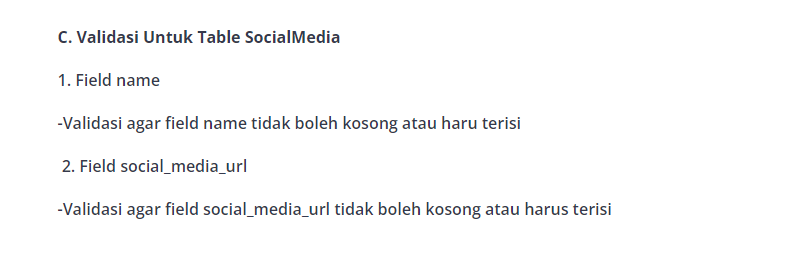 C. Validasi Untuk Table SocialMedia
1. Field name
-Validasi agar field name tidak boleh kosong atau haru terisi
2. Field social_media_url
-Validasi agar field social_media_url tidak boleh kosong atau harus terisi